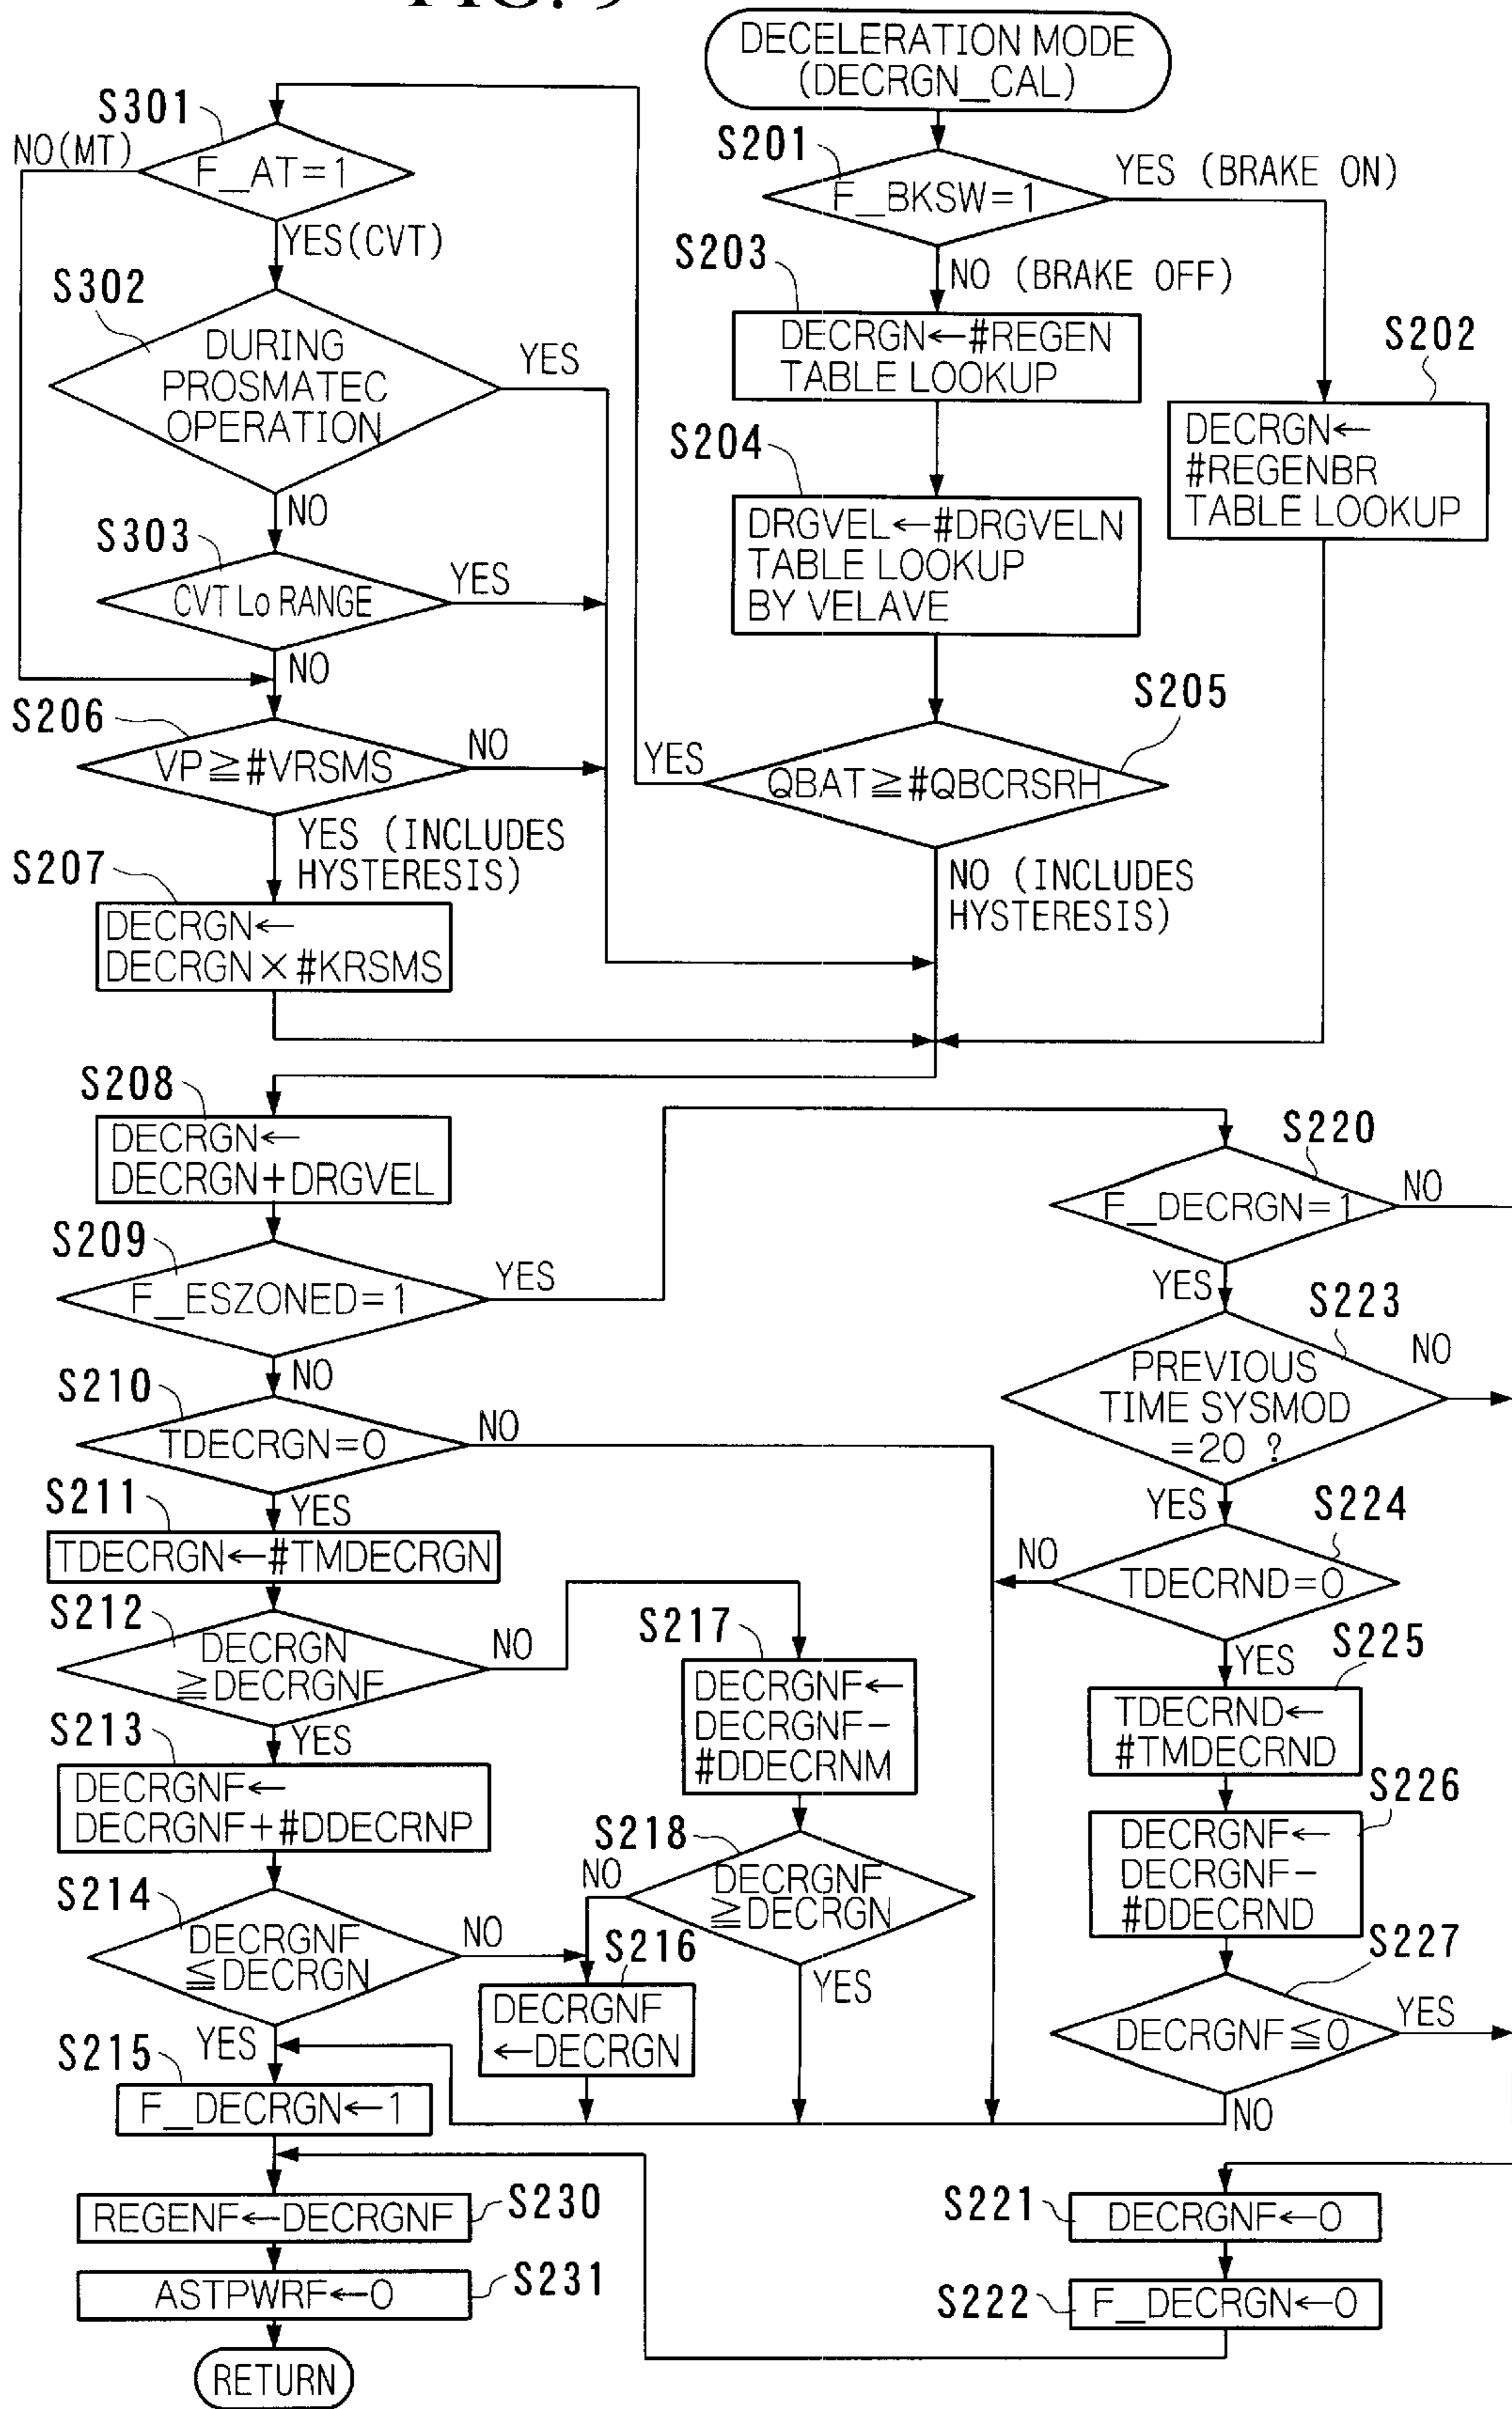 FIG. 9
DECELERATION MODE
(DECRGN_CAL)
S301
NO(MT)
F_AT=1
YES(CVT)
S201
F_BKSW=1
YES (BRAKE ON)
NO (BRAKE OFF)
S203
DECRGN←#REGEN
TABLE LOOKUP
S202
DECRGN←
#REGENBR
TABLE LOOKUP
S302
DURING
PROSMATEC
OPERATION
YES
NO
S204
DRGVEL←#DRGVELN
TABLE LOOKUP
BY VELAVE
S303
CVT Lo RANGE
YES
NO
S205
QBAT≧#QBCRSRH
YES
NO (INCLUDES
HYSTERESIS)
S206
VP≧#VRSMS
NO
YES (INCLUDES
HYSTERESIS)
S207
DECRGN←
DECRGN×#KRSMS
S208
DECRGN←
DECRGN+DRGVEL
S209
F_ESZONED=1
YES
NO
S210
TDECRGN=0
NO
YES
S211
TDECRGN←#TMDECRGN
S212
DECRGN
≧DECRGNF
NO
YES
S213
DECRGNF←
DECRGNF+#DDECRNP
S214
DECRGNF
≦DECRGN
NO
YES
S217
DECRGNF←
DECRGNF-
#DDECRNM
S218
DECRGNF
≧DECRGN
NO
YES
S216
DECRGNF
←DECRGN
S215
F_DECRGN←1
S220
F_DECRGN=1
NO
YES
S223
PREVIOUS
TIME SYSMOD
=20 ?
NO
YES
S224
TDECRND=0
NO
YES
S225
TDECRND←
#TMDECRND
S226
DECRGNF←
DECRGNF-
#DDECRND
S227
DECRGNF≦0
YES
NO
S230
REGENF←DECRGNF
S231
ASTPWRF←0
RETURN
S221
DECRGNF←0
S222
F_DECRGN←0